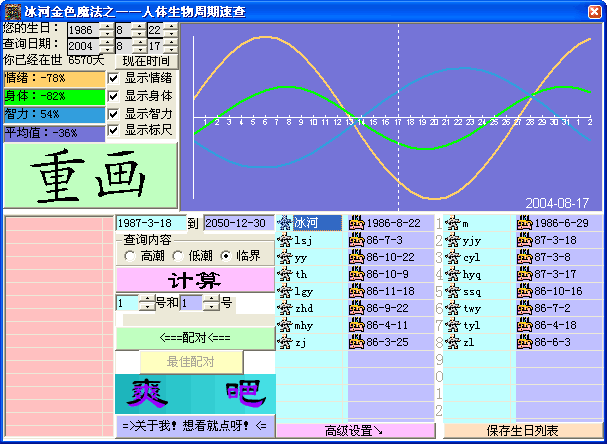 冰河金色魔法之一——人体生物周期速查
您的生日: 1986 8 22
查询日期: 2004 8 17
你已经在世 6570天 现在时间
情绪:-78% 显示情绪
身体:-82% 显示身体
智力:54% 显示智力
平均值:-36% 显示标尺
重画
1 2 3 4 5 6 7 8 9 10 11 12 13 14 15 16 17 18 19 20 21 22 23 24 25 26 27 28 29 30 31 1 2
2004-08-17
1987-3-18 到 2050-12-30
查询内容
高潮 低潮 临界
计算
1 号和 1 号
<===配对<===
最佳配对
爽 吧
=>关于我! 想看就点呀! <=
冰河 1986-8-22 1 m 1986-6-29
lsj 86-7-3 2 yjy 87-3-18
yy 86-10-22 3 cyl 87-3-8
th 86-10-9 4 hyq 87-3-17
lgy 86-11-18 5 ssq 86-10-16
zhd 86-9-22 6 twy 86-7-2
mhy 86-4-11 7 tyl 86-4-18
zj 86-3-25 8 zl 86-6-3
9
0
1
2
高级设置↘ 保存生日列表